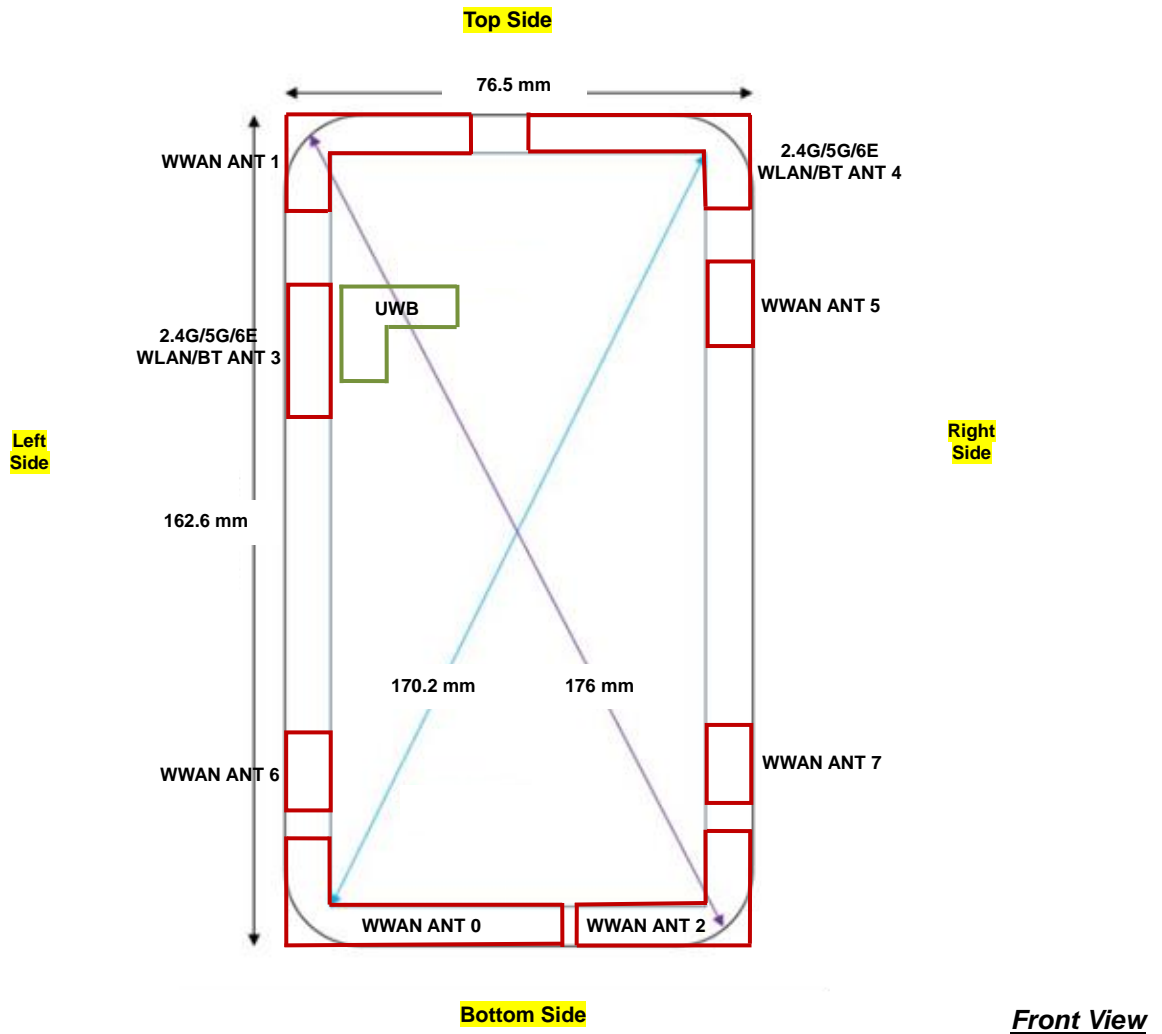 Top Side
76.5 mm
WWAN ANT 1
2.4G/5G/6E
WLAN/BT ANT 4
UWB
WWAN ANT 5
2.4G/5G/6E
WLAN/BT ANT 3
Left
Side
Right
Side
162.6 mm
170.2 mm
176 mm
WWAN ANT 6
WWAN ANT 7
WWAN ANT 0
WWAN ANT 2
Bottom Side
Front View